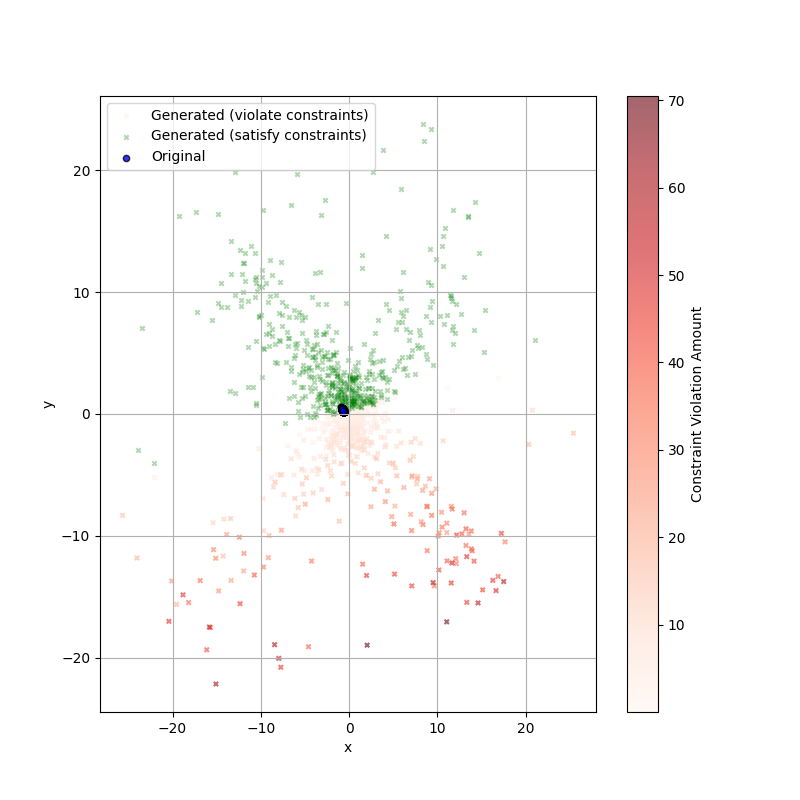 Generated (violate constraints)
Generated (satisfy constraints)
Original
20
10
0
−10
−20
−20
−10
0
10
20
x
y
70
60
50
40
30
20
10
Constraint Violation Amount